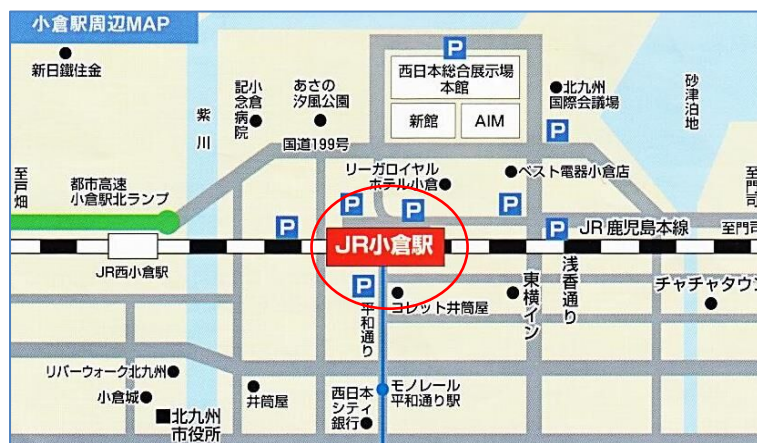 小倉駅周辺MAP
新日鐵住金
紫川
小倉
記念病院
あさの
汐風公園
国道199号
P
西日本総合展示場
本館
新館
AIM
北九州
国際会議場
P
砂津泊地
至戸畑
都市高速
小倉駅北ランプ
リーガロイヤル
ホテル小倉
ベスト電器小倉店
至門司
P
P
P
P
P
JR鹿児島本線
至門司
JR西小倉駅
JR小倉駅
P
平和通り
コレット井筒屋
東横イン
浅香通り
チャチャタウン
リバーウォーク北九州
小倉城
北九州
市役所
井筒屋
西日本
シティ
銀行
モノレール
平和通り駅